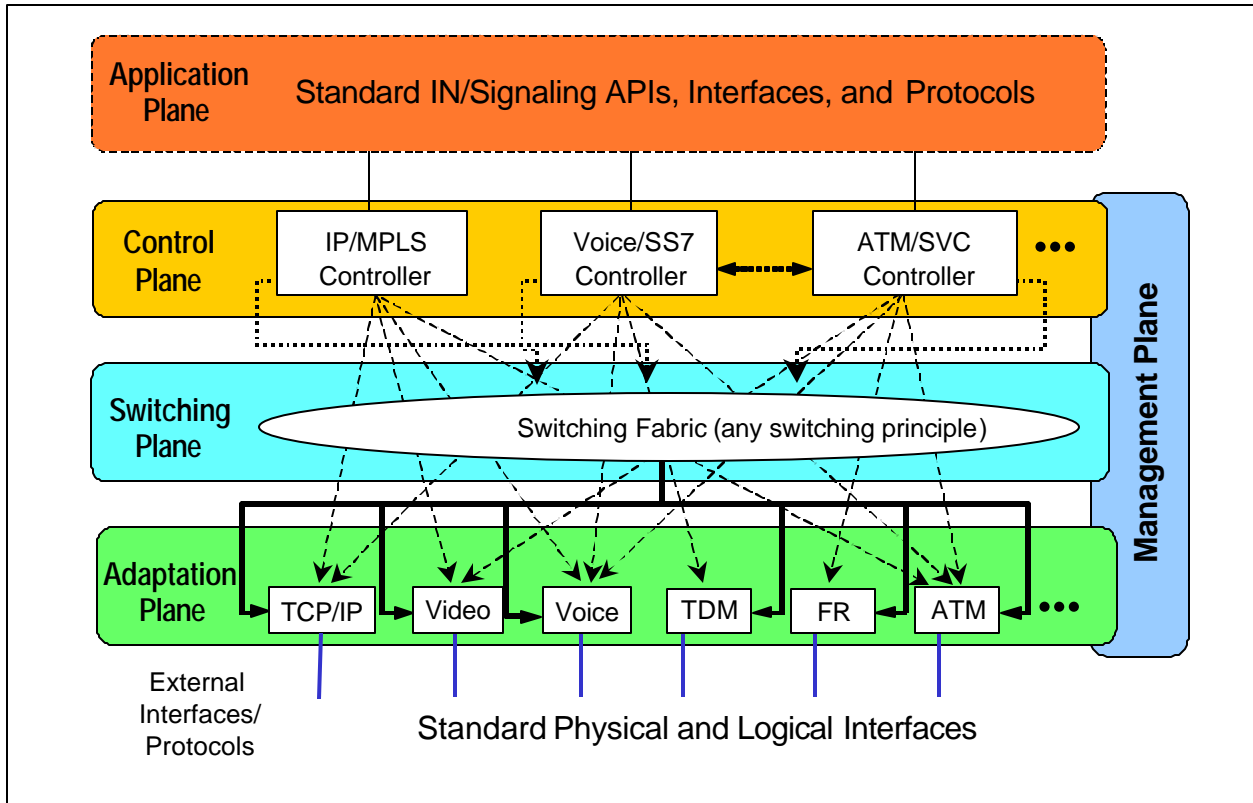 Application
Plane
Standard IN/Signaling APIs, Interfaces, and Protocols
Control
Plane
IP/MPLS
Controller
Voice/SS7
Controller
ATM/SVC
Controller
•••
Switching
Plane
Switching Fabric (any switching principle)
Management Plane
Adaptation
Plane
TCP/IP
Video
Voice
TDM
FR
ATM
•••
External
Interfaces/
Protocols
Standard Physical and Logical Interfaces